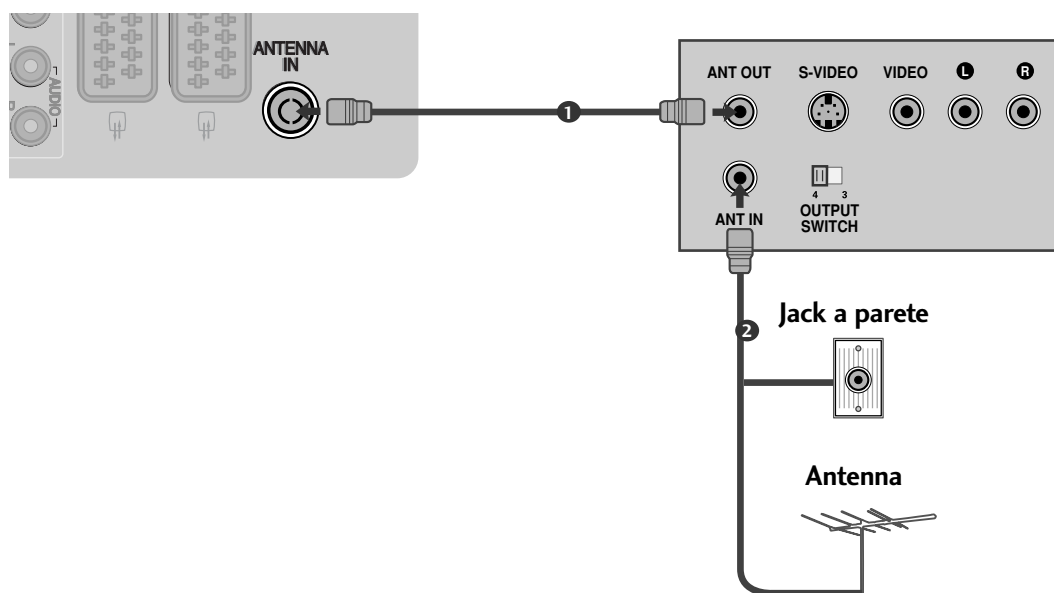 ANTENNA
IN
AUDIO
ANT OUT
S-VIDEO
VIDEO
L
R
1
ANT IN
4 3
OUTPUT
SWITCH
2
Jack a parete
Antenna